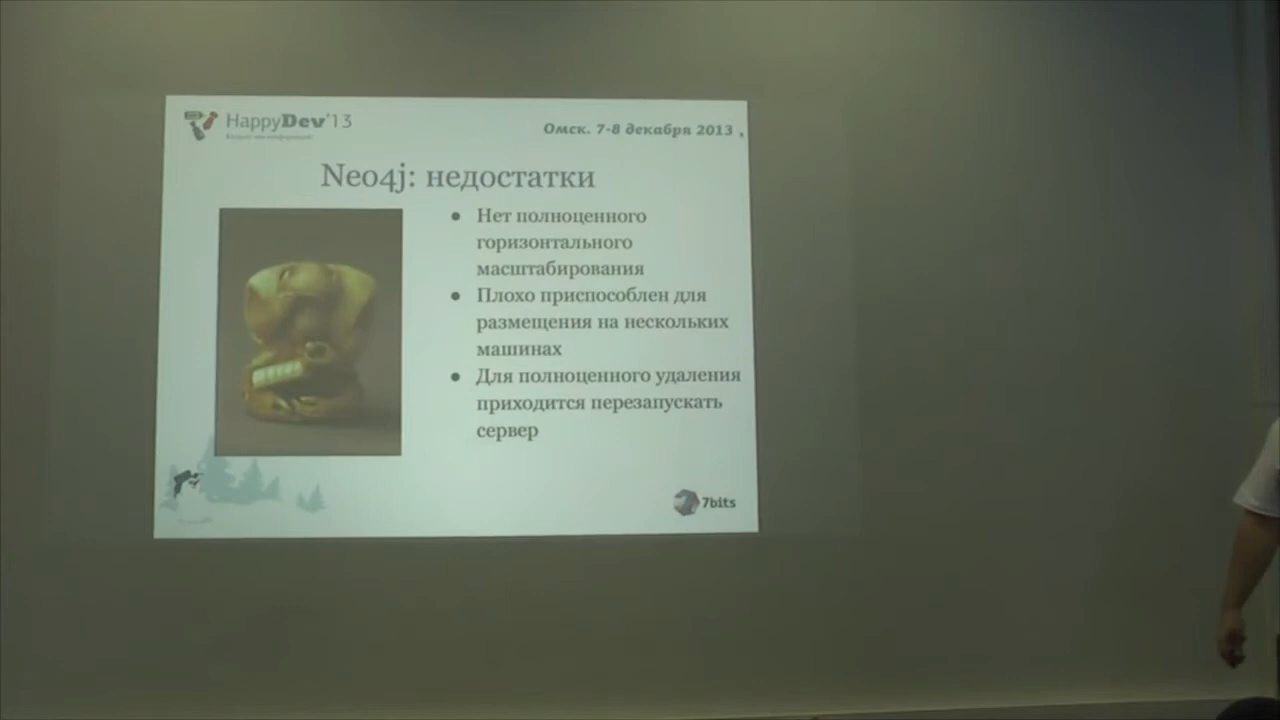 HappyDev'13
Омск. 7-8 декабря 2013
Neo4j: недостатки
● Нет полноценного
горизонтального
масштабирования
● Плохо приспособлен для
размещения на нескольких
машинах
● Для полноценного удаления
приходится перезапускать
сервер
7bits